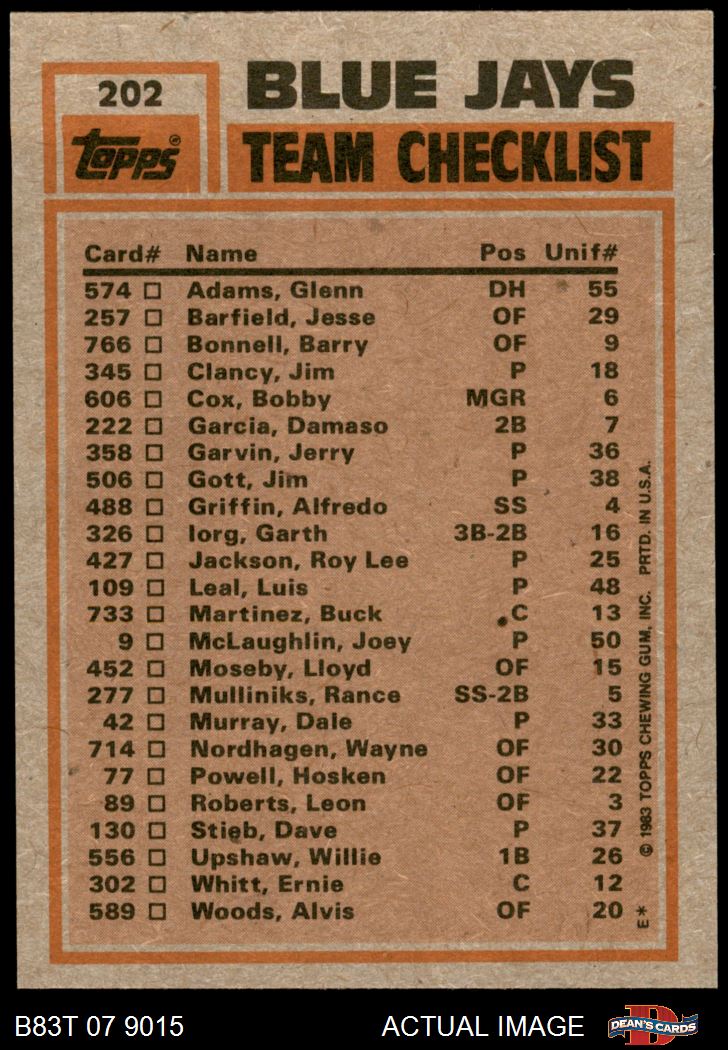 202
topps
BLUE JAYS
TEAM CHECKLIST
Card# Name Pos Unif#
574 □ Adams, Glenn DH 55
257 □ Barfield, Jesse OF 29
766 □ Bonnell, Barry OF 9
345 □ Clancy, Jim P 18
606 □ Cox, Bobby MGR 6
222 □ Garcia, Damaso 2B 7
358 □ Garvin, Jerry P 36
506 □ Gott, Jim P 38
488 □ Griffin, Alfredo SS 4
326 □ Iorg, Garth 3B-2B 16
427 □ Jackson, Roy Lee P 25
109 □ Leal, Luis P 48
733 □ Martinez, Buck C 13
9 □ McLaughlin, Joey P 50
452 □ Moseby, Lloyd OF 15
277 □ Mulliniks, Rance SS-2B 5
42 □ Murray, Dale P 33
714 □ Nordhagen, Wayne OF 30
77 □ Powell, Hosken OF 22
89 □ Roberts, Leon OF 3
130 □ Stieb, Dave P 37
556 □ Upshaw, Willie 1B 26
302 □ Whitt, Ernie C 12
589 □ Woods, Alvis OF 20
E* © 1983 TOPPS CHEWING GUM, INC. PRTD. IN U.S.A.
B83T 07 9015 ACTUAL IMAGE
DEAN'S CARDS